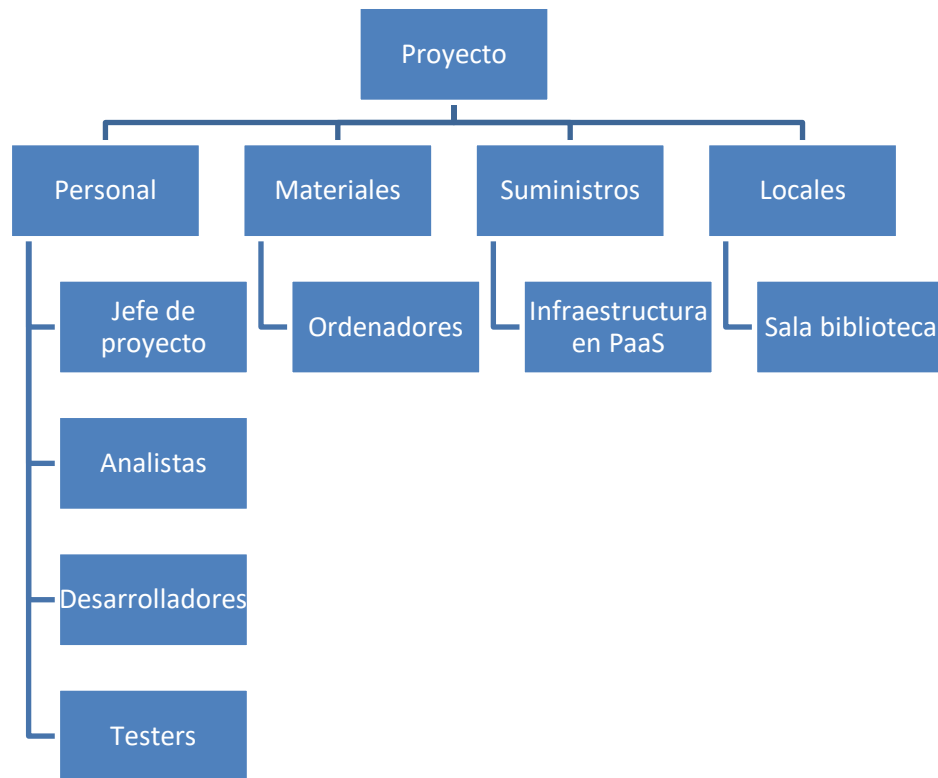 Proyecto
Personal
Materiales
Suministros
Locales
Jefe de
proyecto
Ordenadores
Infraestructura
en PaaS
Sala biblioteca
Analistas
Desarrolladores
Testers